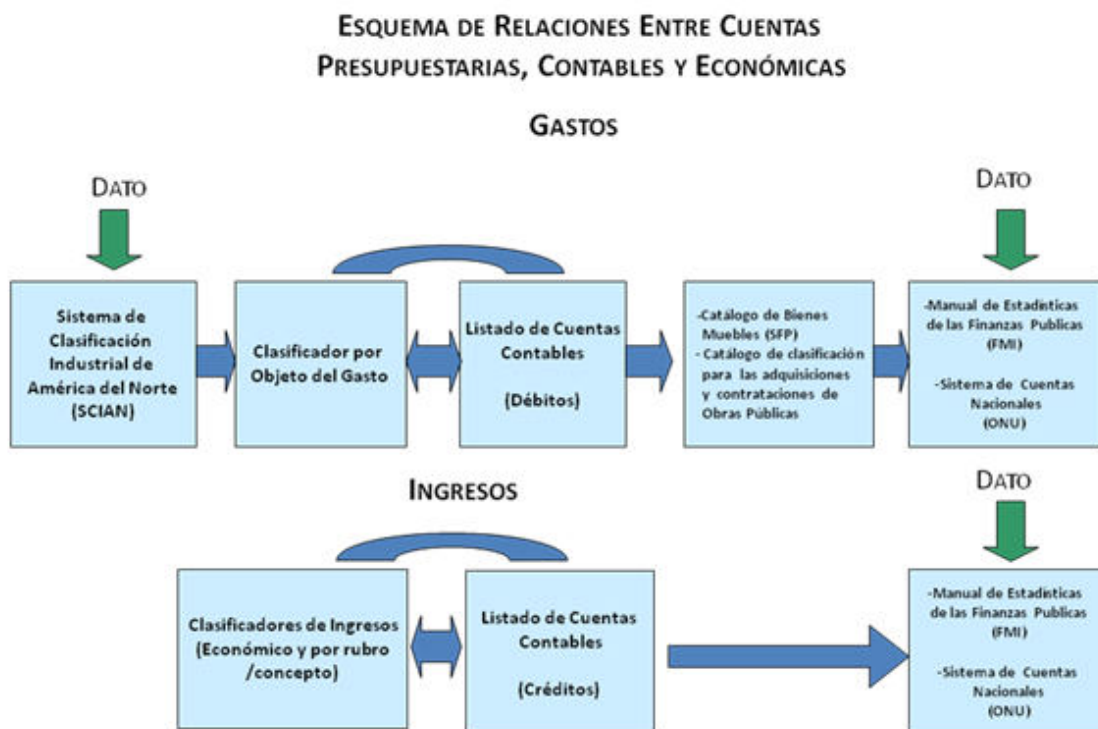 ESQUEMA DE RELACIONES ENTRE CUENTAS
PRESUPUESTARIAS, CONTABLES Y ECONÓMICAS
GASTOS
DATO
DATO
Sistema de
Clasificación
Industrial de
América del Norte
(SCIAN)
Clasificador por
Objeto del Gasto
Listado de Cuentas
Contables
(Débitos)
-Catálogo de Bienes
Muebles (SFP)
- Catálogo de clasificación
para las adquisiciones
y contrataciones de
Obras Públicas
-Manual de Estadísticas
de las Finanzas Publicas
(FMI)
-Sistema de Cuentas
Nacionales
(ONU)
INGRESOS
DATO
Clasificadores de Ingresos
(Económico y por rubro
/concepto)
Listado de Cuentas
Contables
(Créditos)
-Manual de Estadísticas
de las Finanzas Publicas
(FMI)
-Sistema de Cuentas
Nacionales
(ONU)